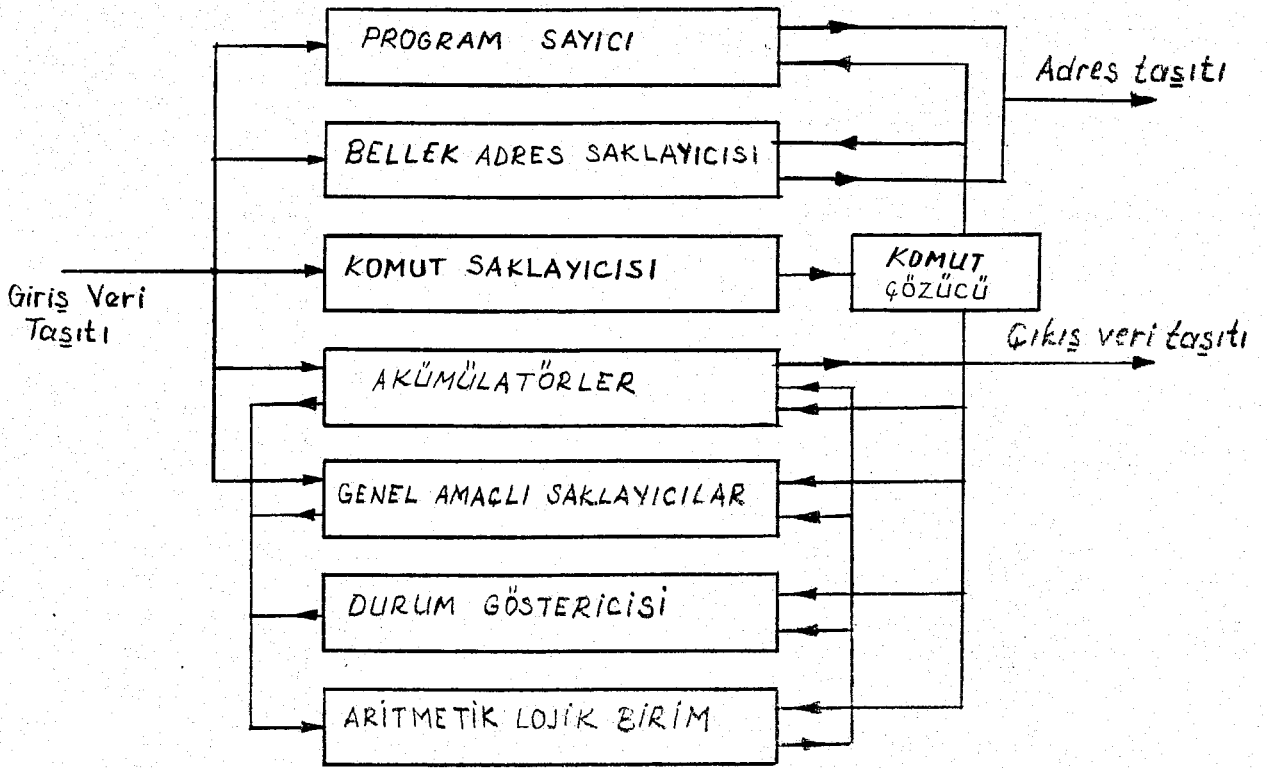 PROGRAM SAYICI
Adres taşıtı
BELLEK ADRES SAKLAYICISI
KOMUT SAKLAYICISI
KOMUT
ÇÖZÜCÜ
Giriş Veri
Taşıtı
Çıkış veri taşıtı
AKÜMÜLATÖRLER
GENEL AMAÇLI SAKLAYICILAR
DURUM GÖSTERİCİSİ
ARİTMETİK LOJİK BİRİM